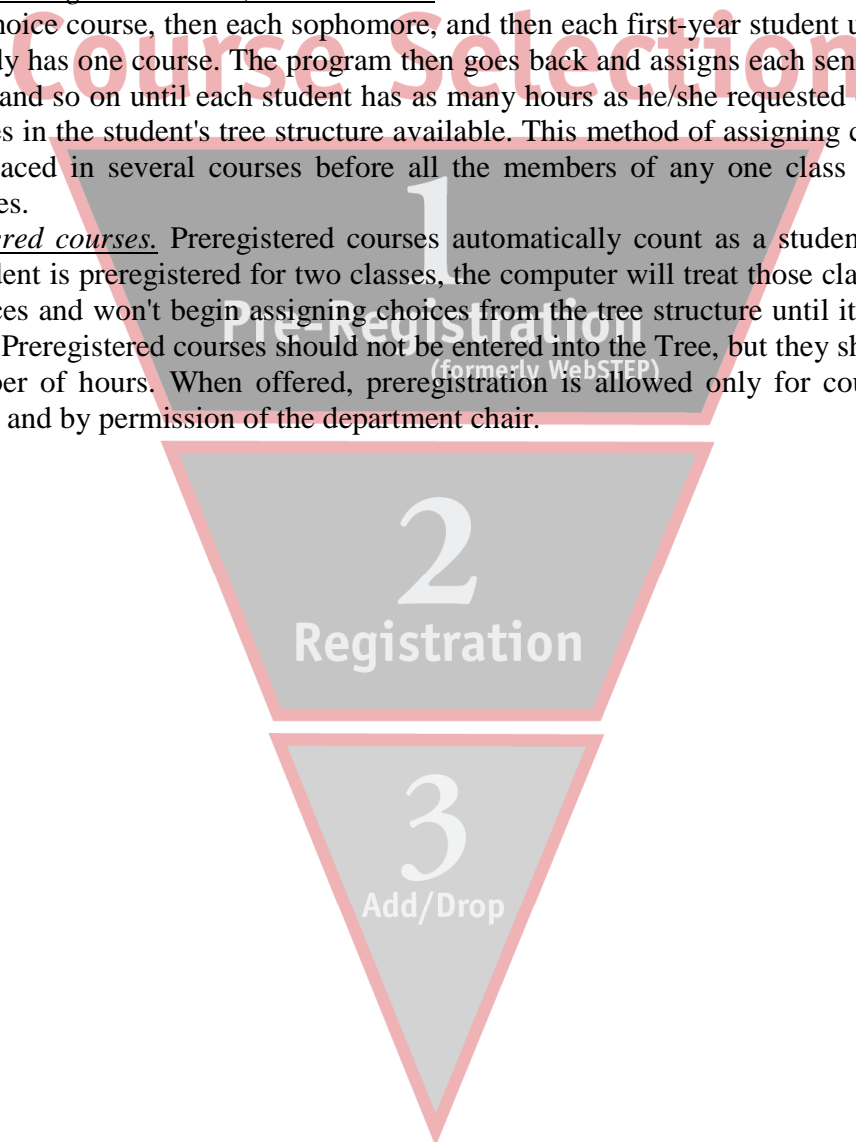 Course Selection
hoice course, then each sophomore, and then each first-year student u
dy has one course. The program then goes back and assigns each sen
and so on until each student has as many hours as he/she requested
es in the student's tree structure available. This method of assigning c
aced in several courses before all the members of any one class
es.
ered courses. Preregistered courses automatically count as a studen
dent is preregistered for two classes, the computer will treat those cla
ces and won't begin assigning choices from the tree structure until it
Preregistered courses should not be entered into the Tree, but they sh
ber of hours. When offered, preregistration is allowed only for cou
and by permission of the department chair.
1
Pre-Registration
(formerly WebSTEP)
2
Registration
3
Add/Drop